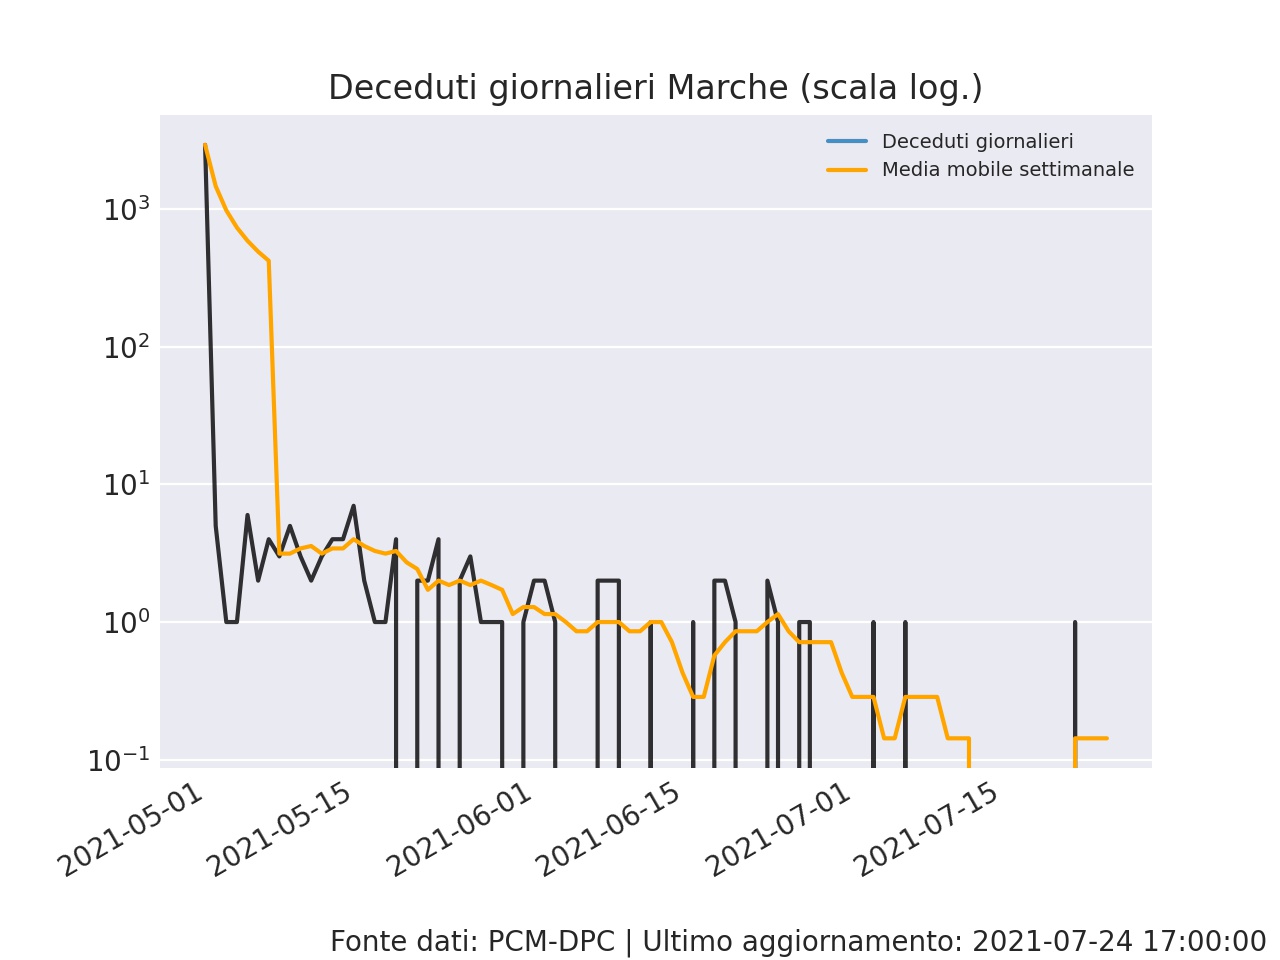 Deceduti giornalieri Marche (scala log.)
Deceduti giornalieri
Media mobile settimanale
10³
10²
10¹
10⁰
10⁻¹
2021-05-01
2021-05-15
2021-06-01
2021-06-15
2021-07-01
2021-07-15
Fonte dati: PCM-DPC | Ultimo aggiornamento: 2021-07-24 17:00:00